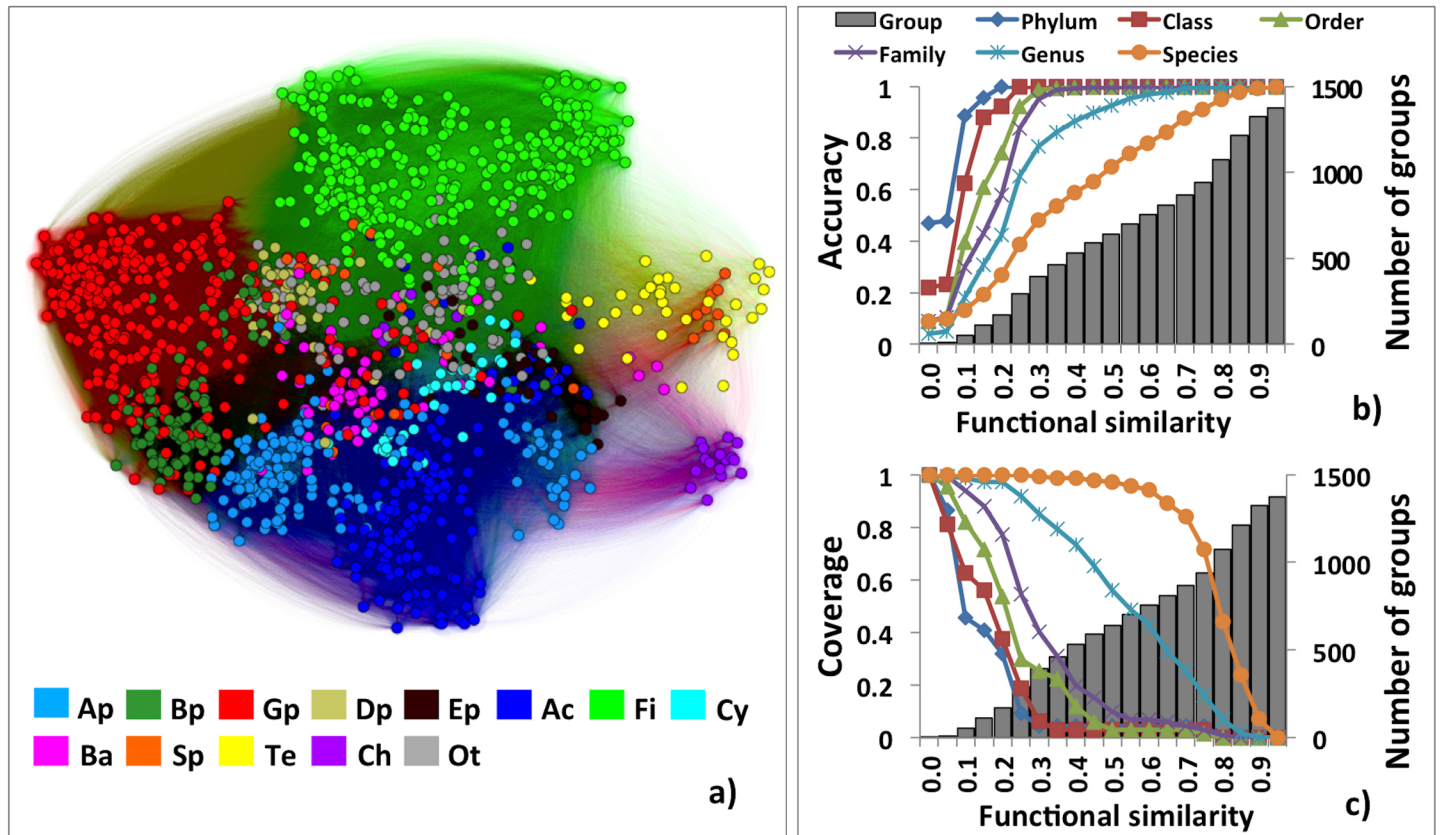 Ap Bp Gp Dp Ep Ac Fi Cy
Ba Sp Te Ch Ot
a)
Group Phylum Class Order
Family Genus Species
Accuracy
1
0.8
0.6
0.4
0.2
0
1500
1000
500
0
Number of groups
0.0 0.1 0.2 0.3 0.4 0.5 0.6 0.7 0.8 0.9
Functional similarity
b)
Coverage
1
0.8
0.6
0.4
0.2
0
1500
1000
500
0
Number of groups
0.0 0.1 0.2 0.3 0.4 0.5 0.6 0.7 0.8 0.9
Functional similarity
c)